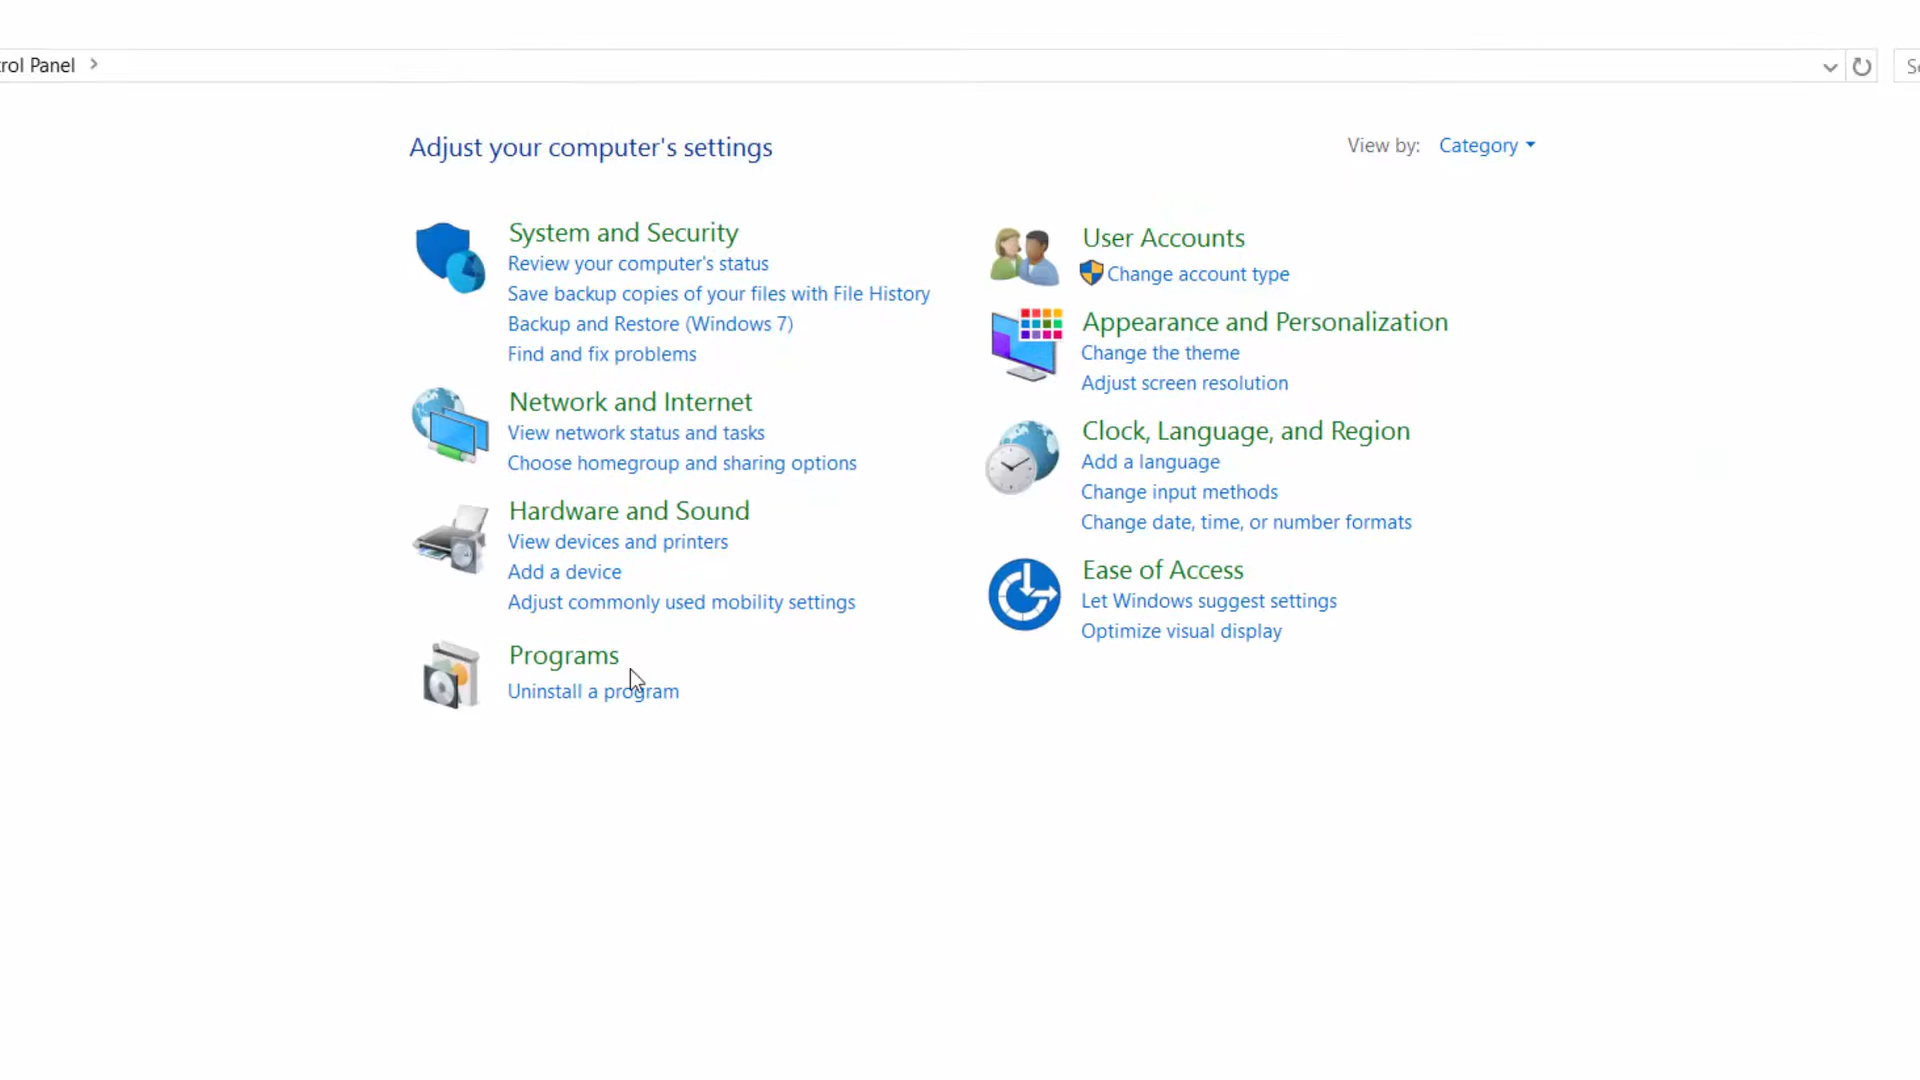 rol Panel
Adjust your computer's settings
View by: Category
System and Security
Review your computer's status
Save backup copies of your files with File History
Backup and Restore (Windows 7)
Find and fix problems
Network and Internet
View network status and tasks
Choose homegroup and sharing options
Hardware and Sound
View devices and printers
Add a device
Adjust commonly used mobility settings
Programs
Uninstall a program
User Accounts
Change account type
Appearance and Personalization
Change the theme
Adjust screen resolution
Clock, Language, and Region
Add a language
Change input methods
Change date, time, or number formats
Ease of Access
Let Windows suggest settings
Optimize visual display